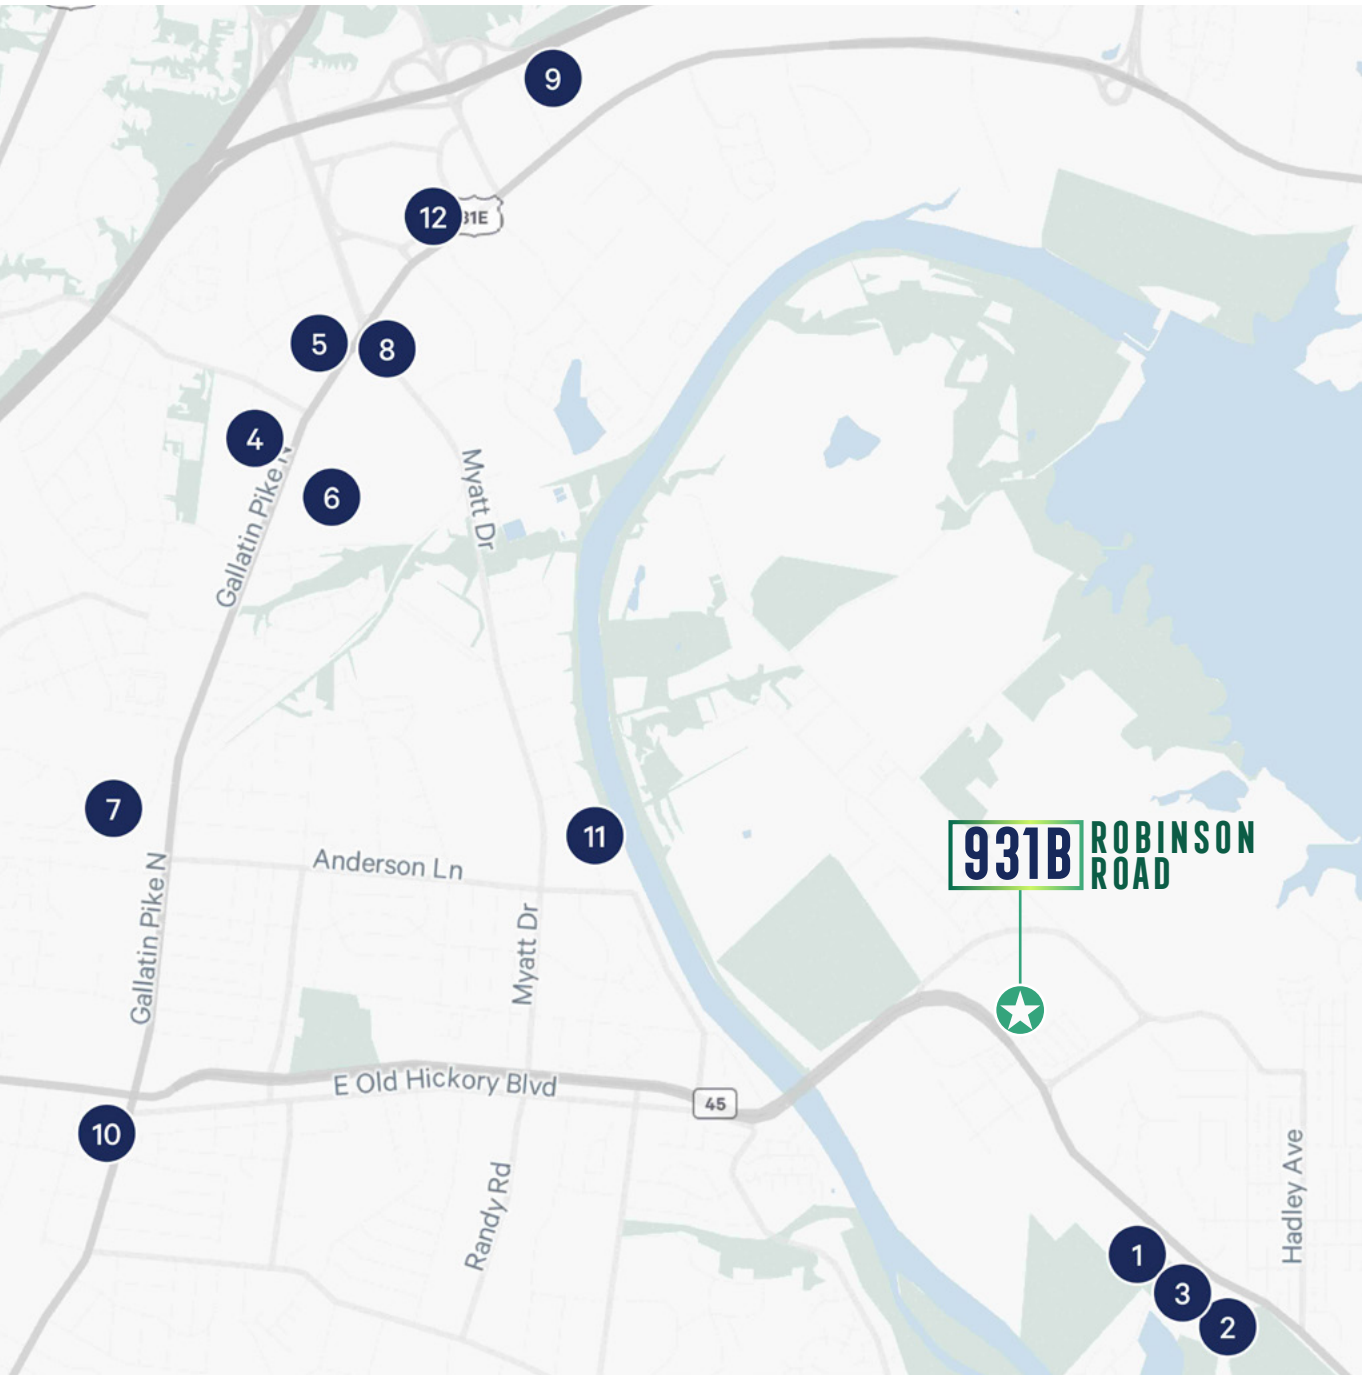 9
12
31E
5
8
4
6
Gallatin Pike N
Myatt Dr
7
11
931B
ROBINSON
ROAD
Anderson Ln
Gallatin Pike N
Myatt Dr
E Old Hickory Blvd
45
10
Randy Rd
Hadley Ave
1
3
2